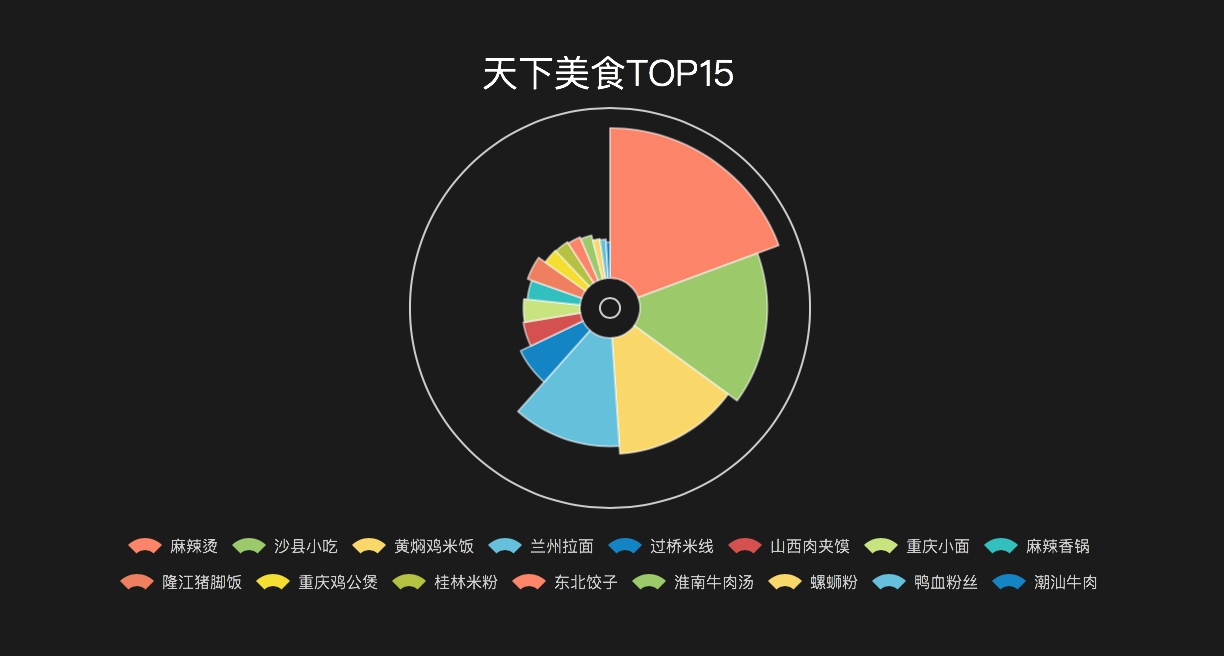 天下美食TOP15
麻辣烫 沙县小吃 黄焖鸡米饭 兰州拉面 过桥米线 山西肉夹馍 重庆小面 麻辣香锅
隆江猪脚饭 重庆鸡公煲 桂林米粉 东北饺子 淮南牛肉汤 螺蛳粉 鸭血粉丝 潮汕牛肉